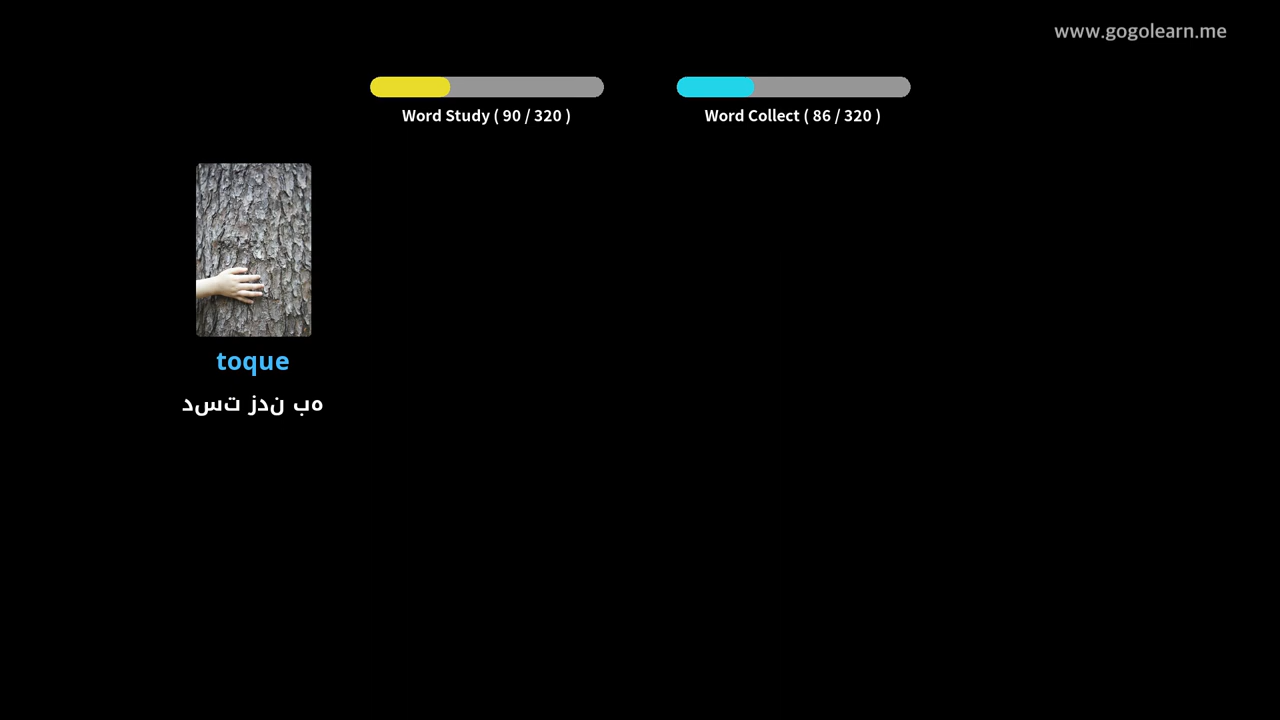 www.gogolearn.me
Word Study ( 90 / 320 )
Word Collect ( 86 / 320 )
toque
دست زدن به